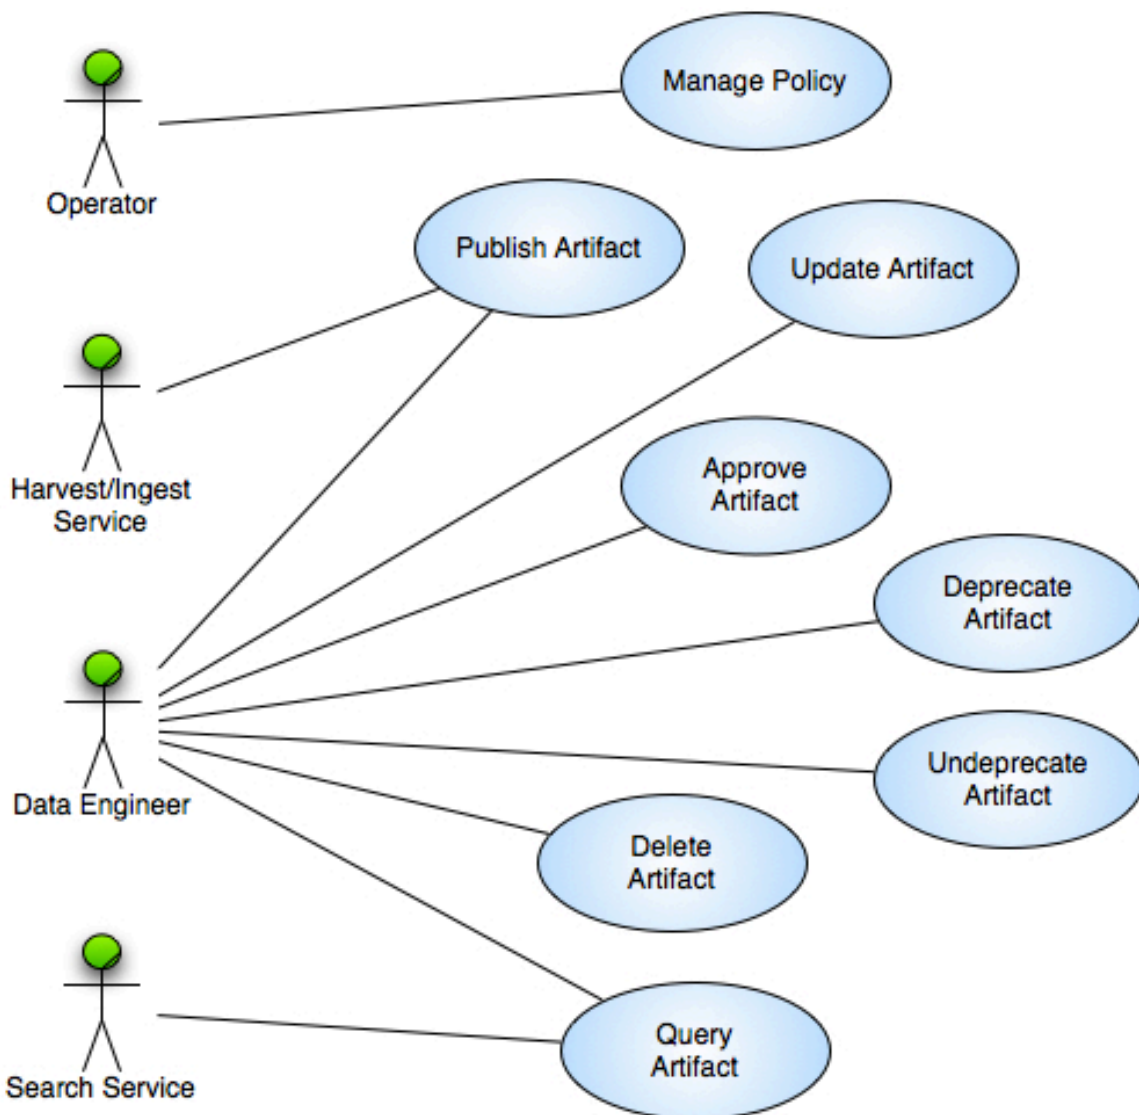 Manage Policy
Operator
Publish Artifact
Update Artifact
Harvest/Ingest
Service
Approve
Artifact
Deprecate
Artifact
Data Engineer
Undeprecate
Artifact
Delete
Artifact
Search Service
Query
Artifact